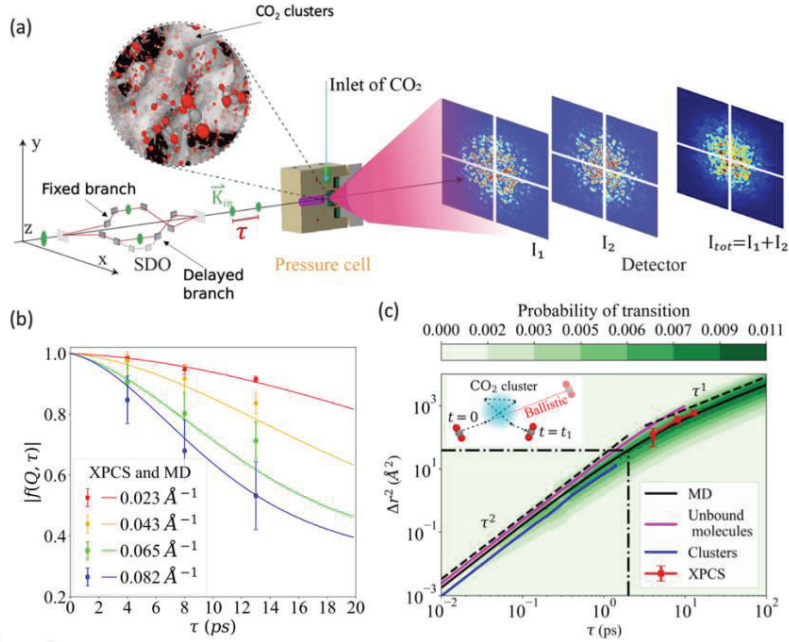 (a)
CO₂ clusters
Inlet of CO₂
y
z
x
Fixed branch
SDO
Delayed
branch
K_in
τ
Pressure cell
I₁
I₂
I_tot=I₁+I₂
Detector
(b)
|f(Q, τ)|
1.0
0.8
0.6
0.4
0.2
XPCS and MD
0.023 Å⁻¹
0.043 Å⁻¹
0.065 Å⁻¹
0.082 Å⁻¹
0 2 4 6 8 10 12 14 16 18 20
τ (ps)
(c)
Probability of transition
0.000 0.002 0.003 0.005 0.006 0.008 0.009 0.011
Δr² (Å²)
10³
10¹
10⁻¹
10⁻³
CO₂ cluster
Ballistic
t=0
t=t₁
τ¹
τ²
MD
Unbound
molecules
Clusters
XPCS
10⁻² 10⁻¹ 10⁰ 10¹ 10²
τ (ps)